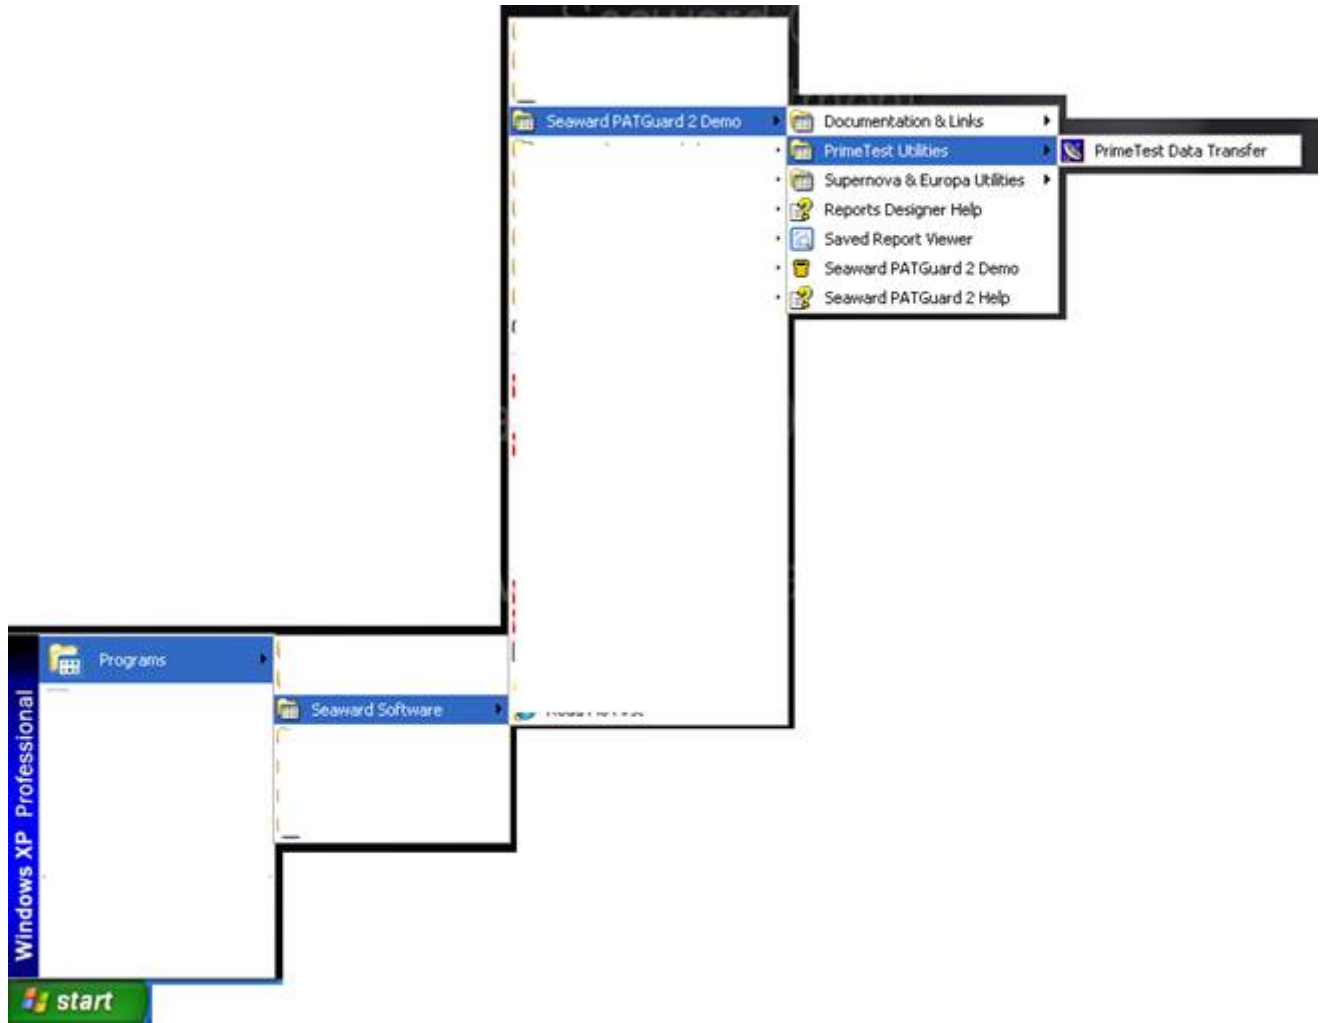 Seaward PATGuard 2 Demo
Documentation & Links
PrimeTest Utilities
PrimeTest Data Transfer
Supernova & Europa Utilities
Reports Designer Help
Saved Report Viewer
Seaward PATGuard 2 Demo
Seaward PATGuard 2 Help
Programs
Seaward Software
Windows XP Professional
start